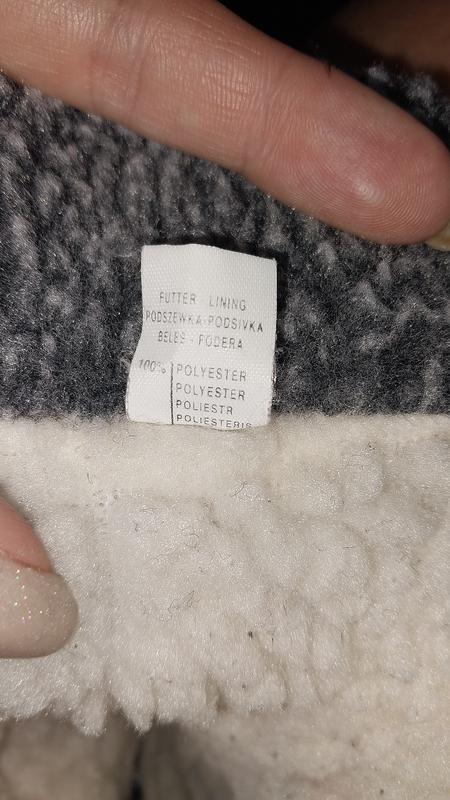 FUTTER - LINING
PODSZEWKA-PODSIVKA
BELES - FODERA
100% POLYESTER
POLYESTER
POLIESTR
POLIESTERIS